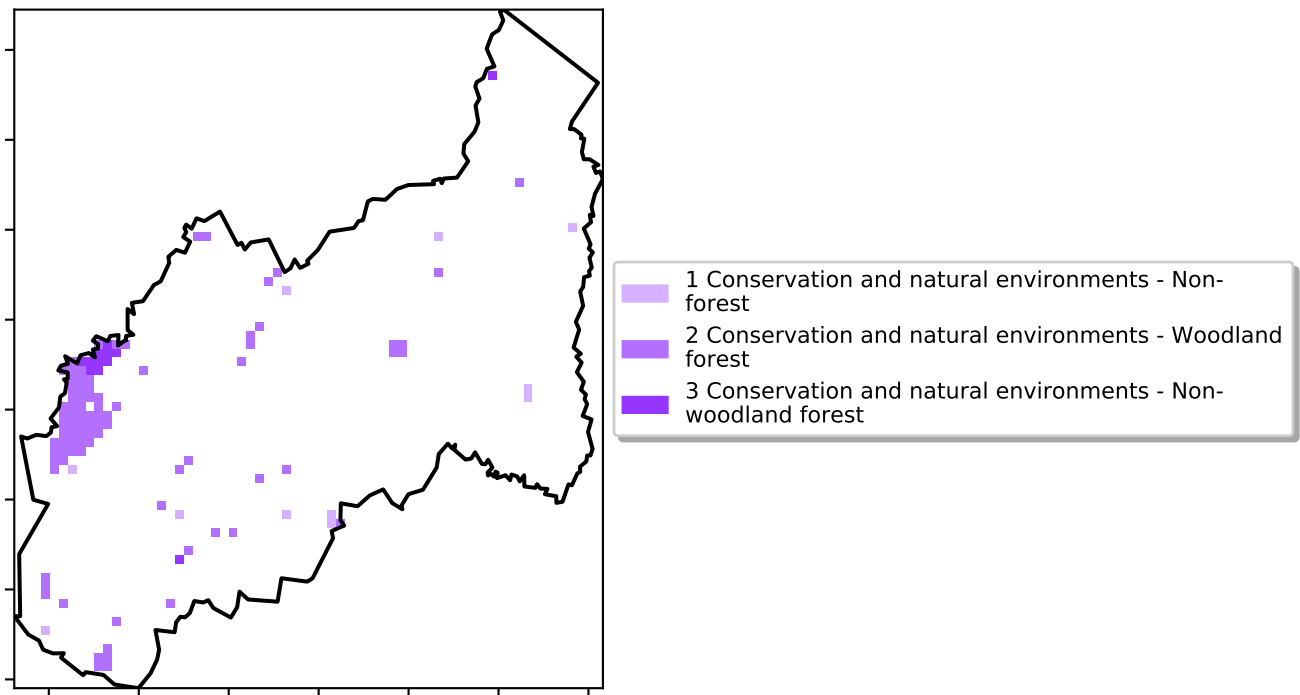 1 Conservation and natural environments - Non-
forest
2 Conservation and natural environments - Woodland
forest
3 Conservation and natural environments - Non-
woodland forest